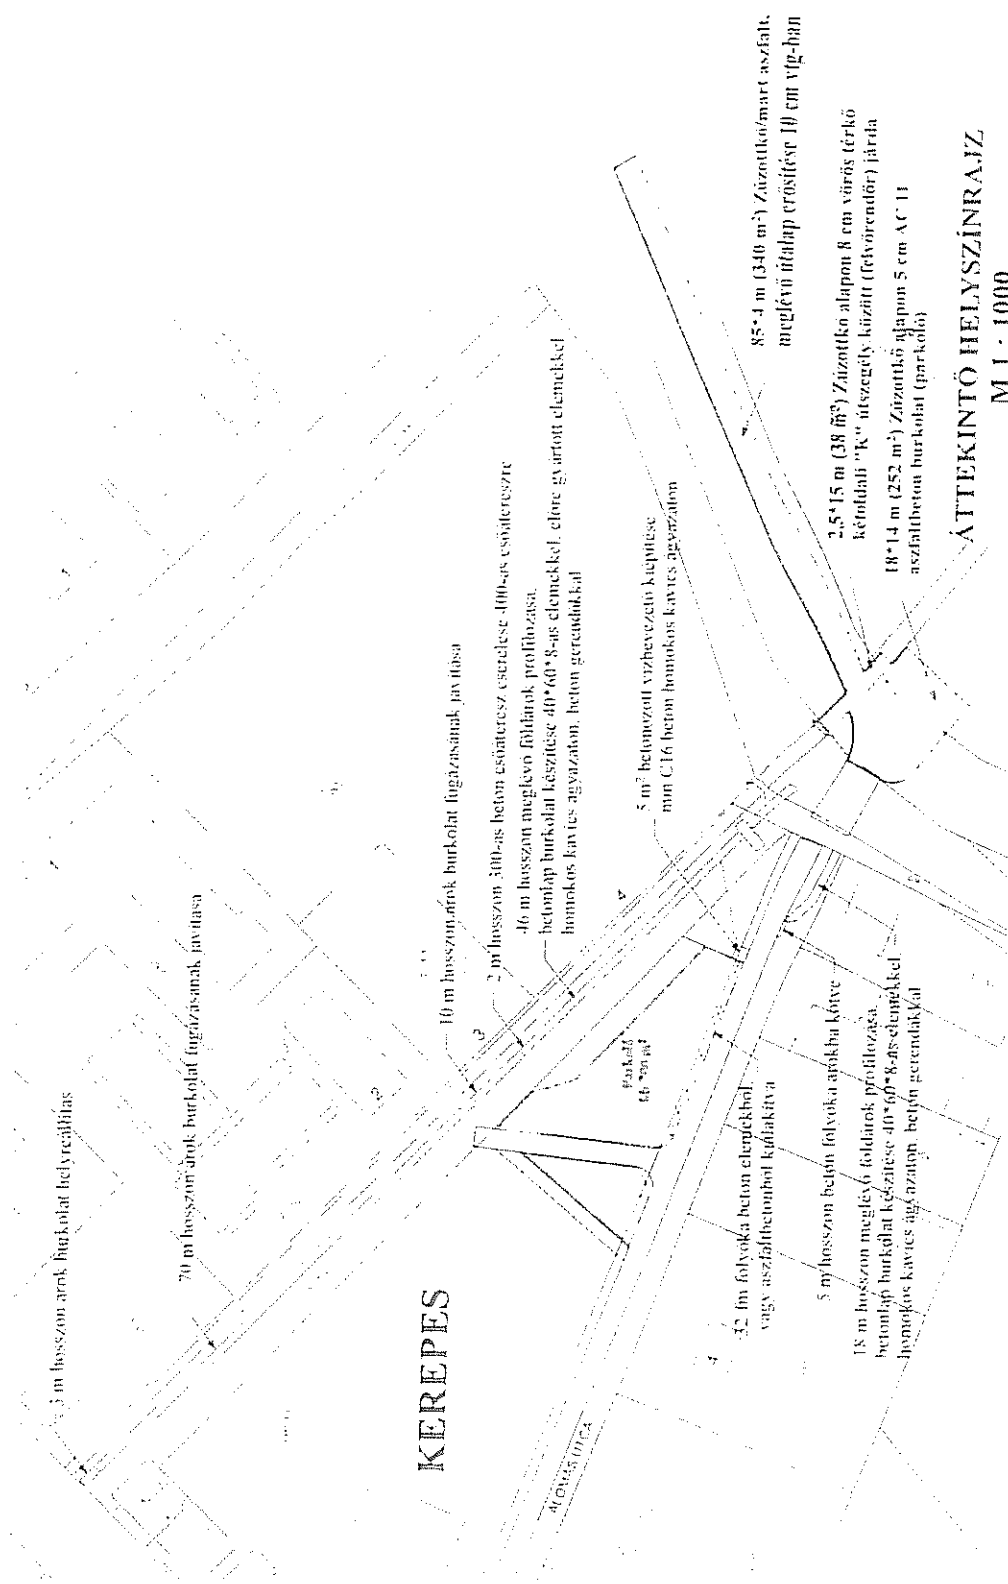 3 m hosszon árok burkolat helyreállítás
70 m hosszon árok burkolat fugázásának javítása
KEREPES
10 m hosszon árok burkolat fugázásának javítása
2 m hosszon 300-as beton csőáteresz cserélése 400-as csőátereszre
46 m hosszon meglévő földárok profilozása,
betonlap burkolat készítése 40*60*8-as elemekkel, előre gyártott elemekkel
homokos kavics ágyazaton, beton gerendákkal
5 m² betonozott vízbevezető kiépítése
mm C16 beton homokos kavics ágyazaton
Parkoló
ÁLOMÁS UTCA
32 fm folyóka beton elemekből,
vagy aszfaltbetonból kialakítva
5 m hosszon beton folyóka árokba kötve
18 m hosszon meglévő földárok profilozása,
betonlap burkolat készítése 40*60*8-as elemekkel,
homokos kavics ágyazaton, beton gerendákkal
85*4 m (340 m²) Zúzottkő/mart aszfalt,
meglévő útalap erősítése 10 cm vtg-ban
2,5*15 m (38 m²) Zúzottkő alapon 8 cm vörös térkő
kétoldali "K" útszegély között (felvörendőr) járda
18*14 m (252 m²) Zúzottkő alapon 5 cm AC 11
aszfaltbeton burkolat (parkoló)
ÁTTEKINTŐ HELYSZÍNRAJZ
M 1 : 1000